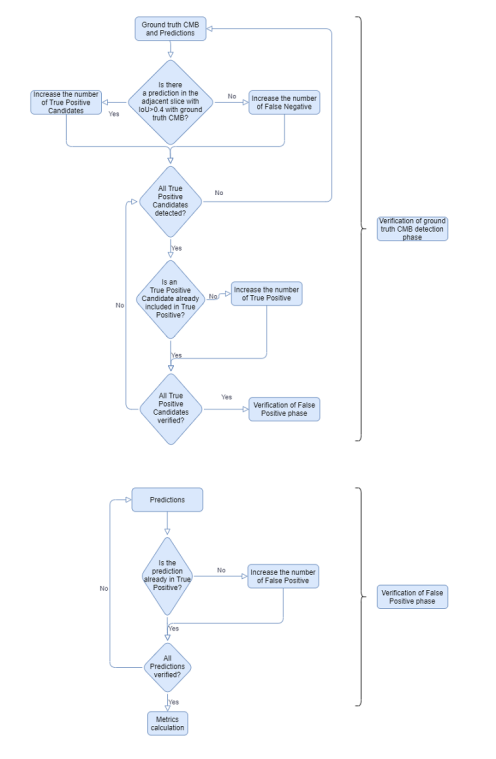 Ground truth CMB
and Predictions
Is there
a prediction in the
adjacent slice with
IoU>0.4 with ground
truth CMB?
Yes
Increase the number
of True Positive
Candidates
No
Increase the number
of False Negative
All True
Positive
Candidates
detected?
No
Yes
Verification of ground
truth CMB detection
phase
Is an
True Positive
Candidate already
included in True
Positive?
No
Increase the number
of True Positive
No
Yes
All True
Positive
Candidates
verified?
Yes
Verification of False
Positive phase
Predictions
Is the
prediction
already in True
Positive?
No
Increase the number
of False Positive
No
Yes
Verification of False
Positive phase
All
Predictions
verified?
Yes
Metrics
calculation